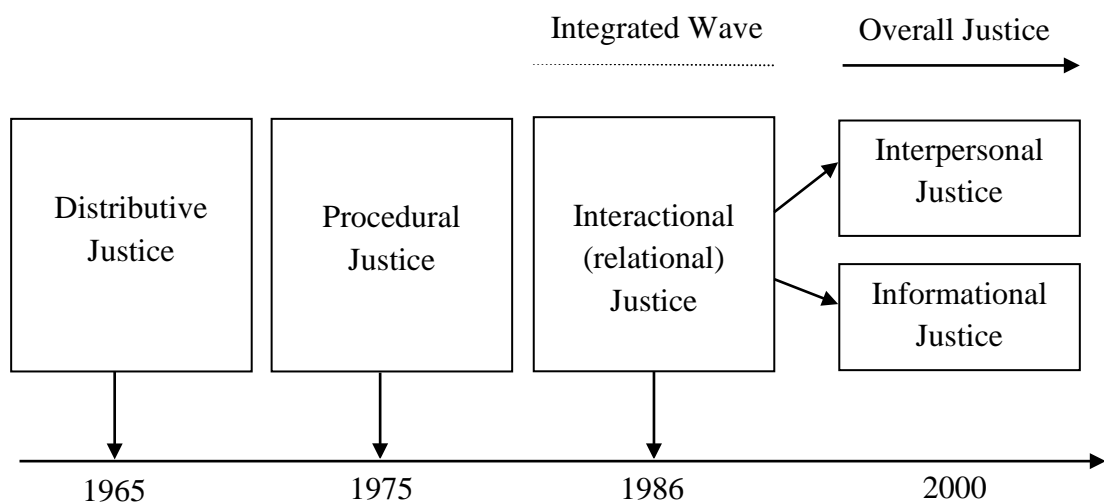 Integrated Wave
Overall Justice
Distributive
Justice
Procedural
Justice
Interactional
(relational)
Justice
Interpersonal
Justice
Informational
Justice
1965
1975
1986
2000